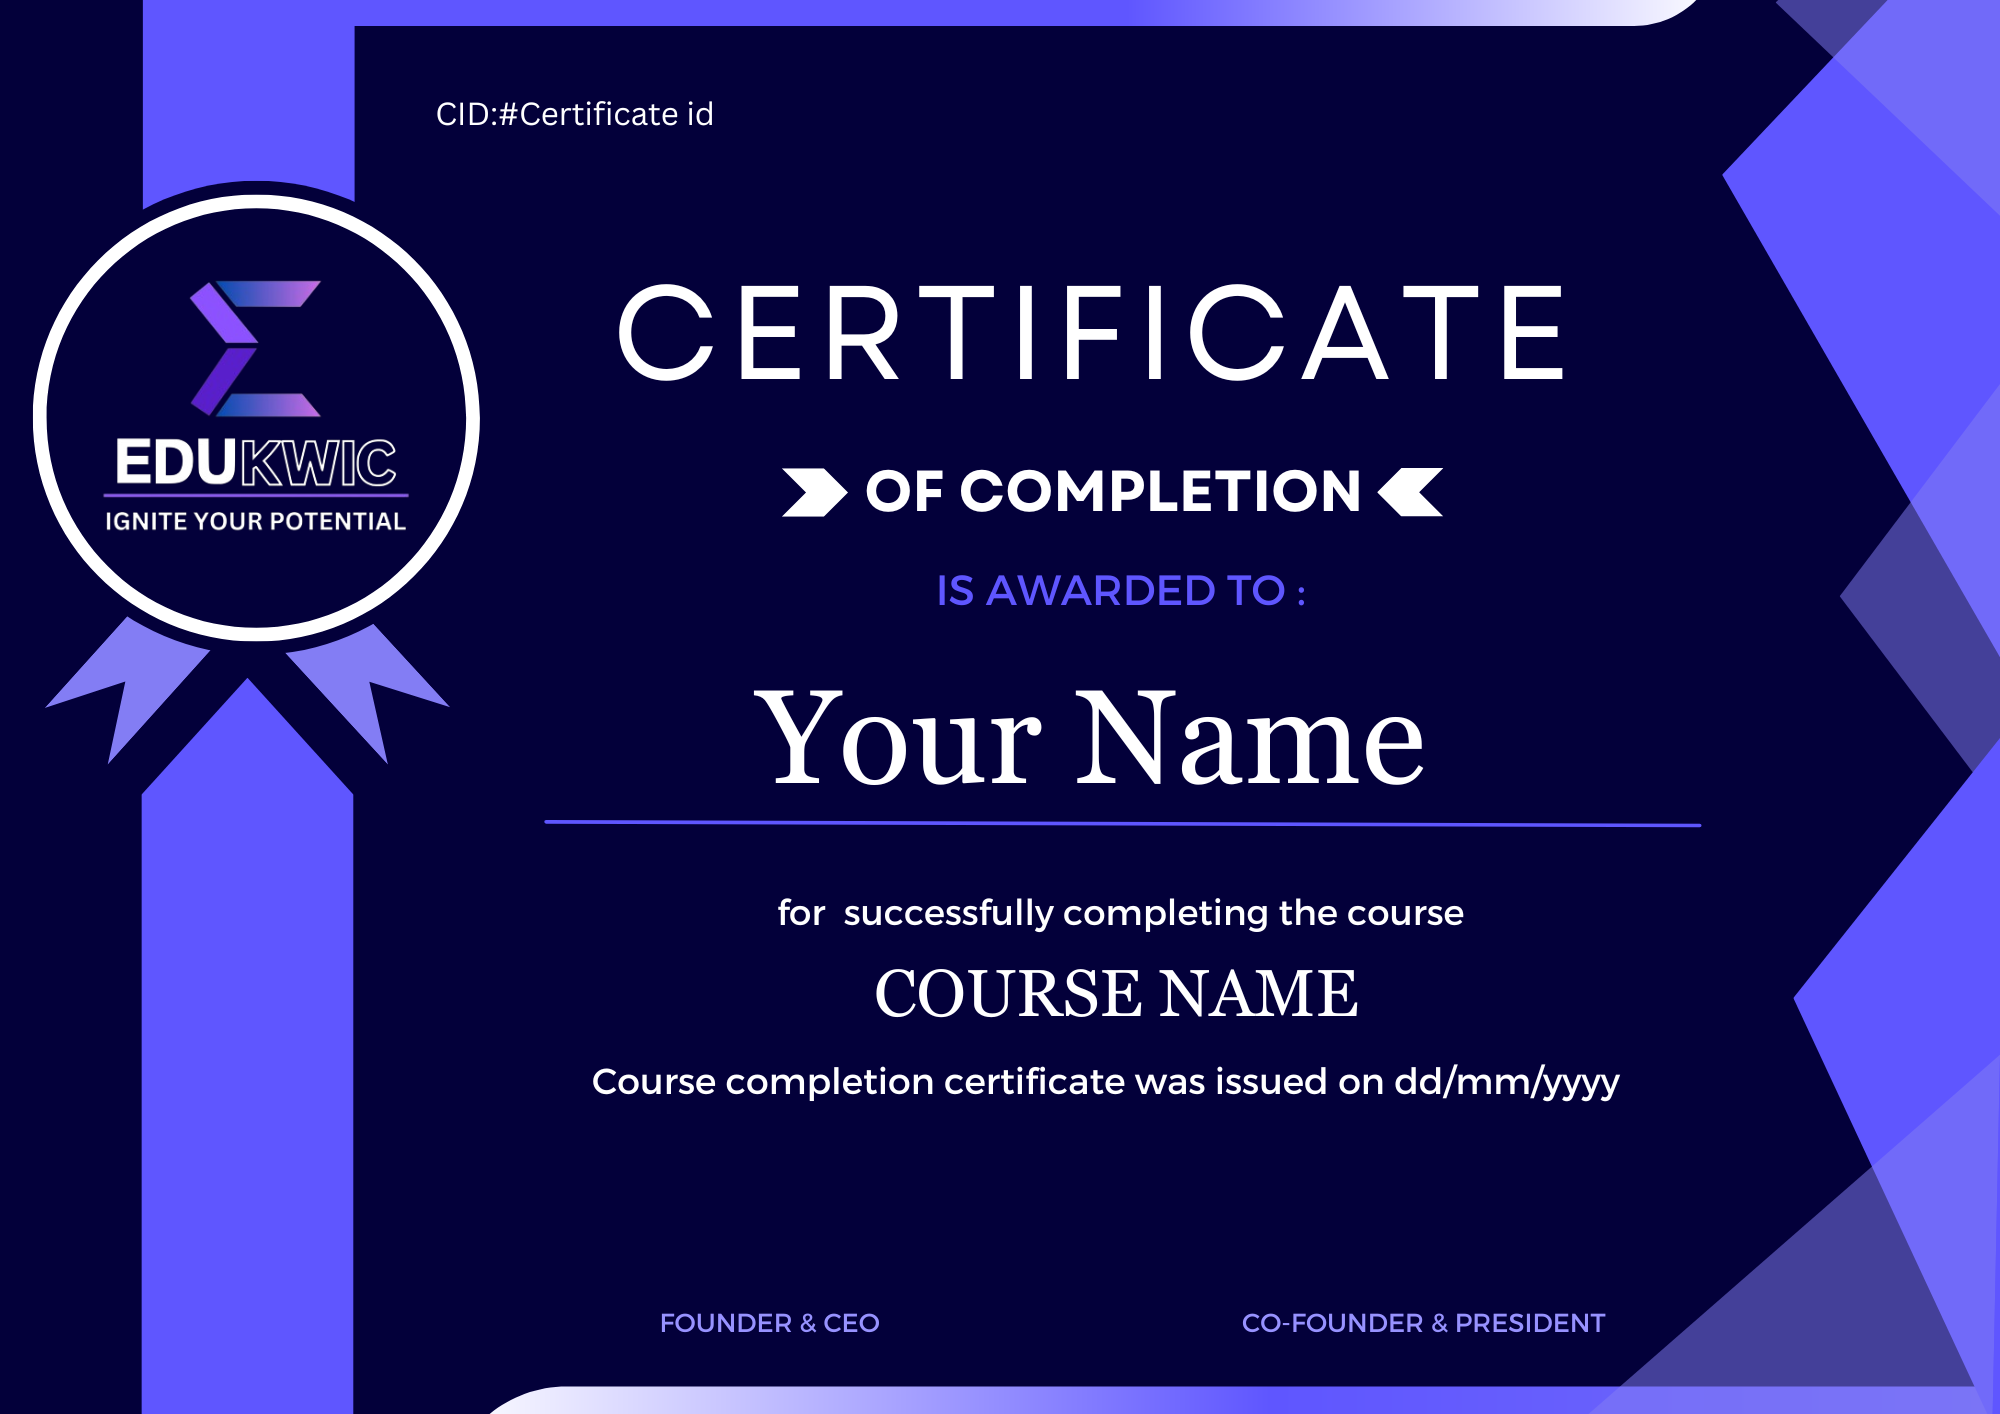 CID:#Certificate id
EDUKWIC
IGNITE YOUR POTENTIAL
CERTIFICATE
OF COMPLETION
IS AWARDED TO :
Your Name
for  successfully completing the course
COURSE NAME
Course completion certificate was issued on dd/mm/yyyy
FOUNDER & CEO
CO-FOUNDER & PRESIDENT